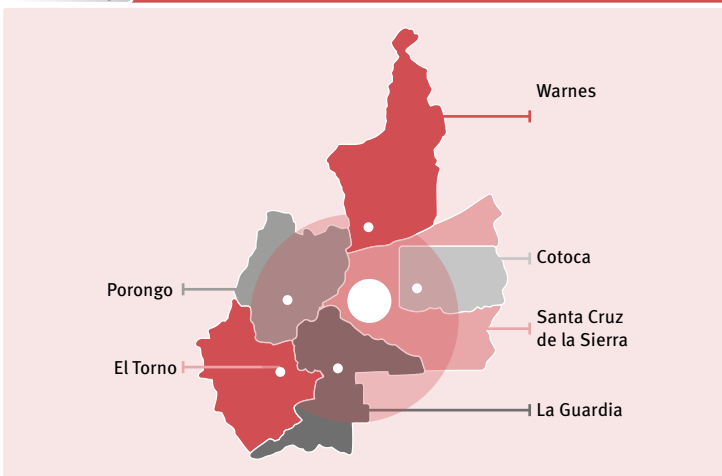 Warnes
Cotoca
Porongo
Santa Cruz
de la Sierra
El Torno
La Guardia